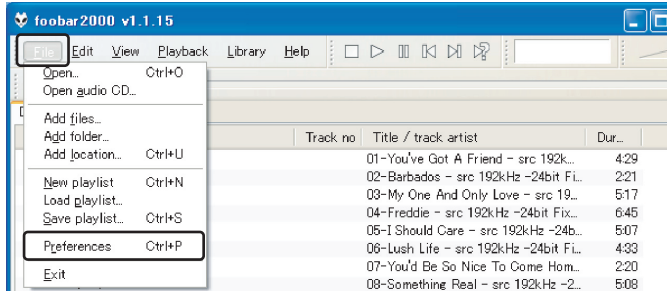 foobar2000 v1.1.15
File Edit View Playback Library Help
Open... Ctrl+O
Open audio CD...
Add files...
Add folder...
Add location... Ctrl+U
New playlist Ctrl+N
Load playlist...
Save playlist... Ctrl+S
Preferences Ctrl+P
Exit
Track no Title / track artist Dur...
01-You've Got A Friend - src 192k... 4:29
02-Barbados - src 192kHz -24bit Fi... 2:21
03-My One And Only Love - src 19... 5:17
04-Freddie - src 192kHz -24bit Fix... 6:45
05-I Should Care - src 192kHz -24b... 5:07
06-Lush Life - src 192kHz -24bit Fi... 4:33
07-You'd Be So Nice To Come Hom... 2:20
08-Something Real - src 192kHz -2... 5:08